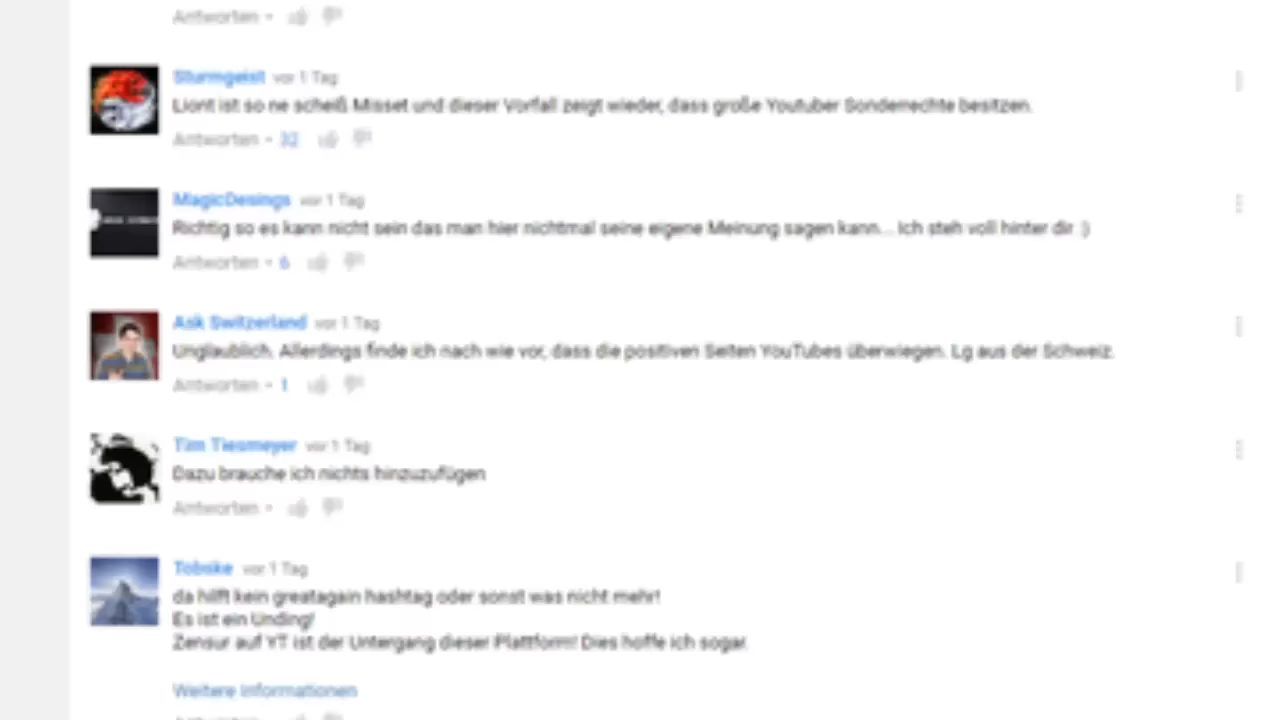 Antworten •
Sturmgeist vor 1 Tag
Liont ist so ne scheiß Misset und dieser Vorfall zeigt wieder, dass große Youtuber Sonderrechte besitzen.
Antworten • 32
MagicDesings vor 1 Tag
Richtig so es kann nicht sein das man hier nichtmal seine eigene Meinung sagen kann... Ich steh voll hinter dir :)
Antworten • 6
Ask Switzerland vor 1 Tag
Unglaublich. Allerdings finde ich nach wie vor, dass die positiven Seiten YouTubes überwiegen. Lg aus der Schweiz.
Antworten • 1
Tim Tiesmeyer vor 1 Tag
Dazu brauche ich nichts hinzuzufügen
Antworten •
Tobske vor 1 Tag
da hilft kein greatagain hashtag oder sonst was nicht mehr!
Es ist ein Unding!
Zensur auf YT ist der Untergang dieser Plattform! Dies hoffe ich sogar.
Weitere Informationen
Antworten